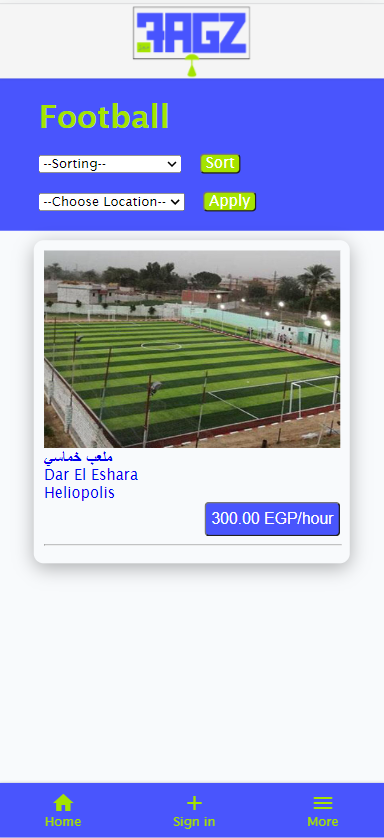 3AGZ
Football
--Sorting--
Sort
--Choose Location--
Apply
ملعب خماسي
Dar El Eshara
Heliopolis
300.00 EGP/hour
Home
Sign in
More